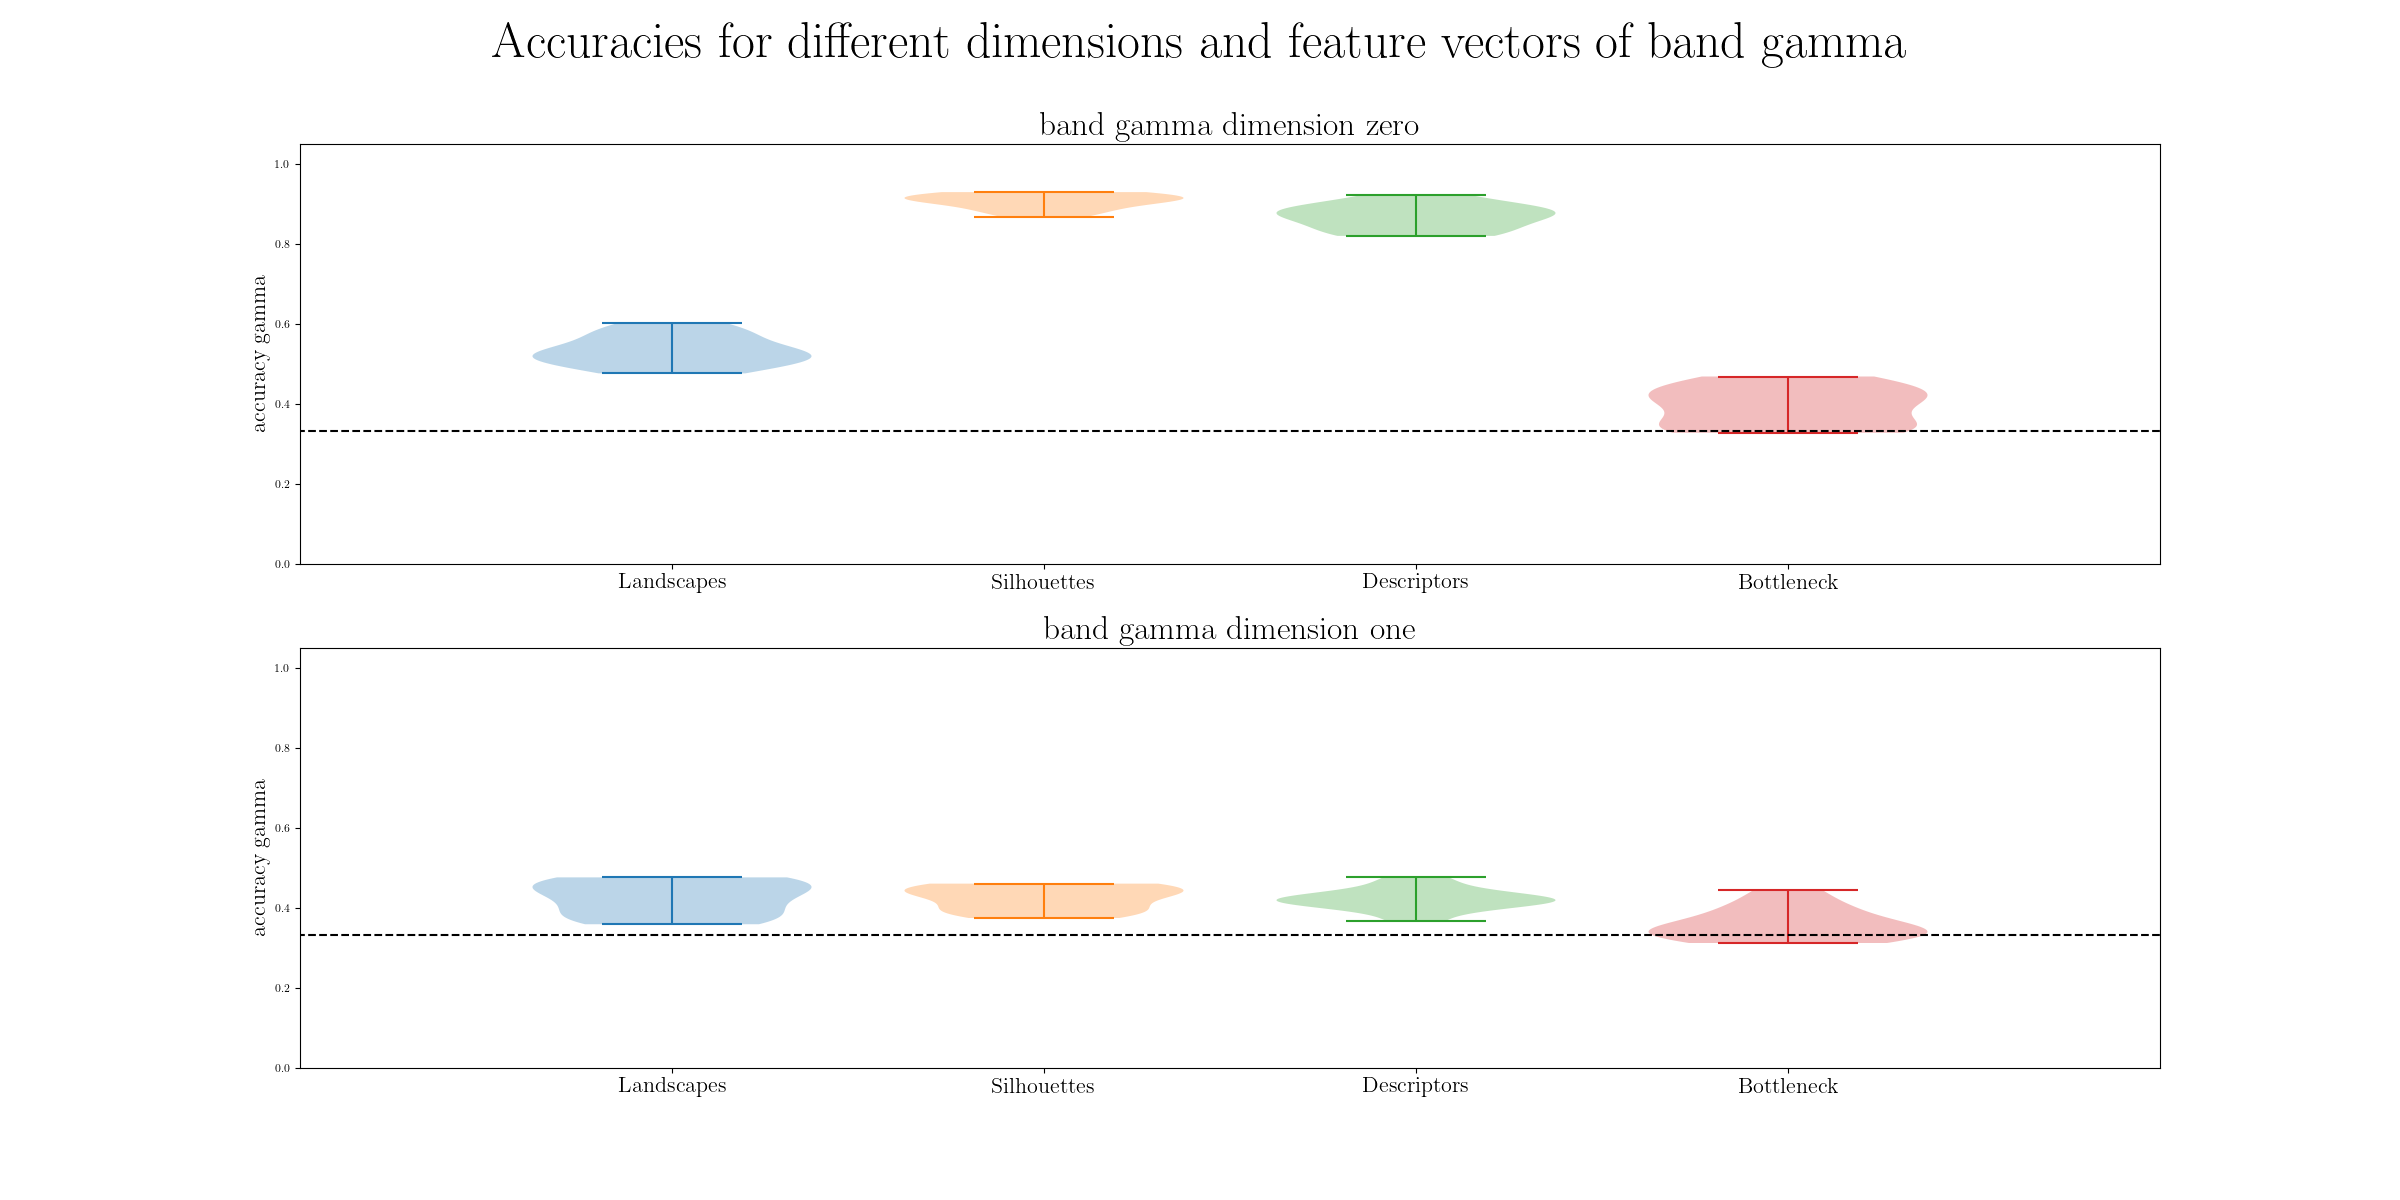 Accuracies for different dimensions and feature vectors of band gamma
band gamma dimension zero
1.0
0.8
0.6
0.4
0.2
0.0
accuracy gamma
Landscapes Silhouettes Descriptors Bottleneck
band gamma dimension one
1.0
0.8
0.6
0.4
0.2
0.0
accuracy gamma
Landscapes Silhouettes Descriptors Bottleneck